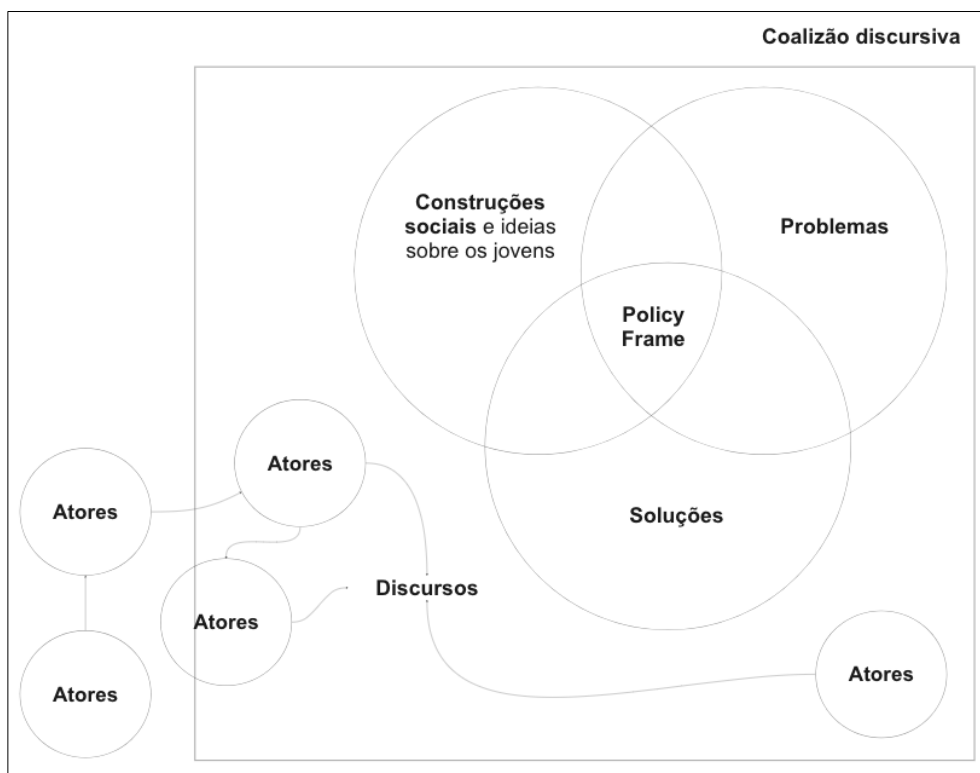 Coalizão discursiva
Construções
sociais e ideias
sobre os jovens
Problemas
Policy
Frame
Soluções
Atores
Atores
Atores
Discursos
Atores
Atores